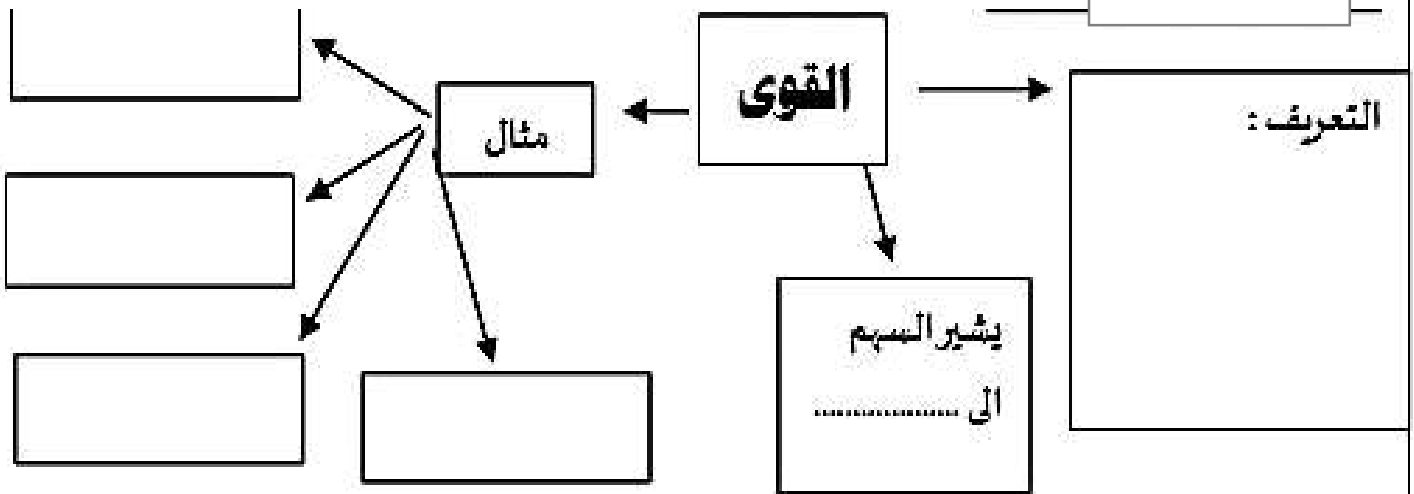 القوى
التعريف :
مثال
يشير السهم
الى ..................